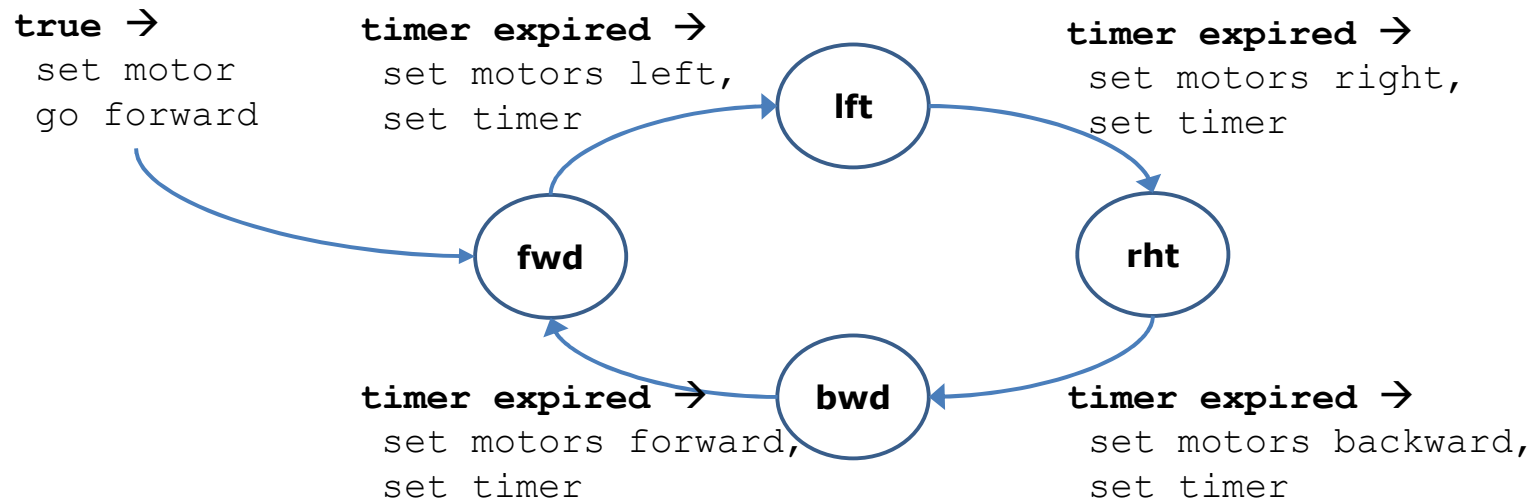 true →
set motor
go forward
timer expired →
set motors left,
set timer
lft
timer expired →
set motors right,
set timer
fwd
rht
timer expired →
set motors forward,
set timer
bwd
timer expired →
set motors backward,
set timer